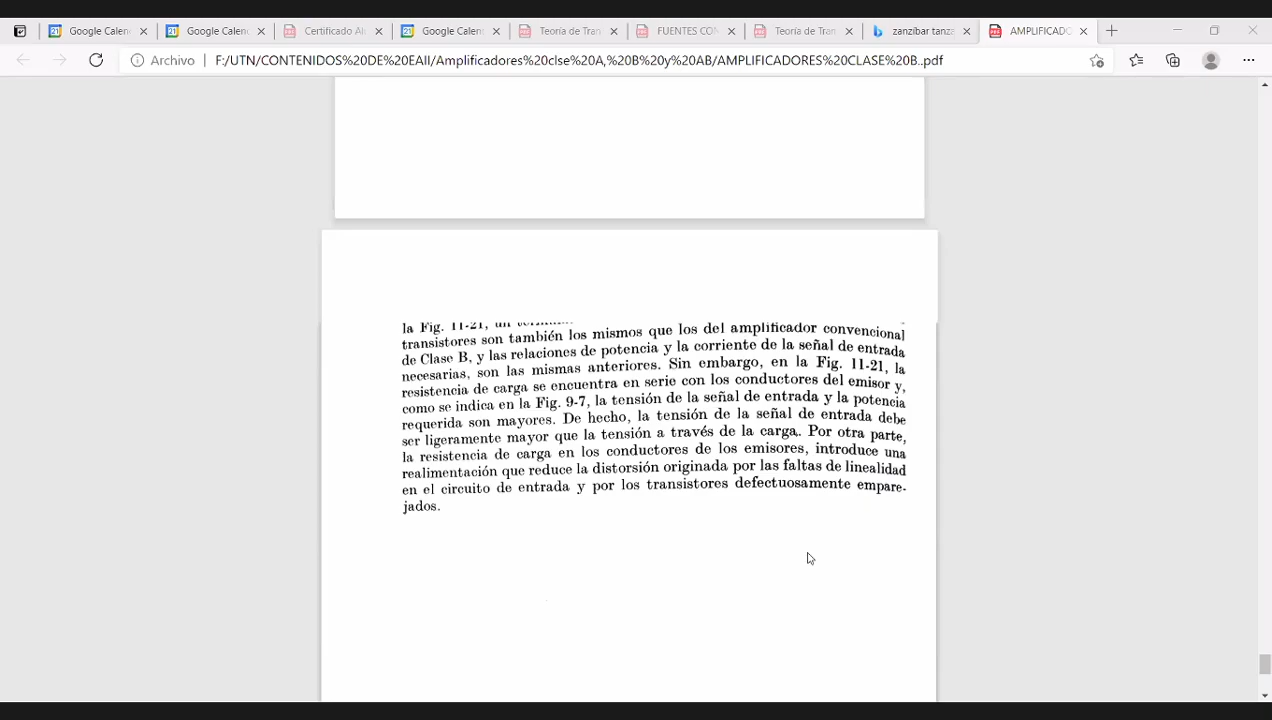 Google Calen
Google Calenc
Certificado Al
Google Calen
Teoría de Tran
FUENTES CON
Teoría de Tran
zanzibar tanza
AMPLIFICADO
Archivo | F:/UTN/CONTENIDOS%20DE%20EAII/Amplificadores%20clse%20A,%20B%20y%20AB/AMPLIFICADORES%20CLASE%20B..pdf
la Fig. 11-21, un
transistores son también los mismos que los del amplificador convencional
de Clase B, y las relaciones de potencia y la corriente de la señal de entrada
necesarias, son las mismas anteriores. Sin embargo, en la Fig. 11-21, la
resistencia de carga se encuentra en serie con los conductores del emisor y,
como se indica en la Fig. 9-7, la tensión de la señal de entrada y la potencia
requerida son mayores. De hecho, la tensión de la señal de entrada debe
ser ligeramente mayor que la tensión a través de la carga. Por otra parte,
la resistencia de carga en los conductores de los emisores, introduce una
realimentación que reduce la distorsión originada por las faltas de linealidad
en el circuito de entrada y por los transistores defectuosamente empare-
jados.